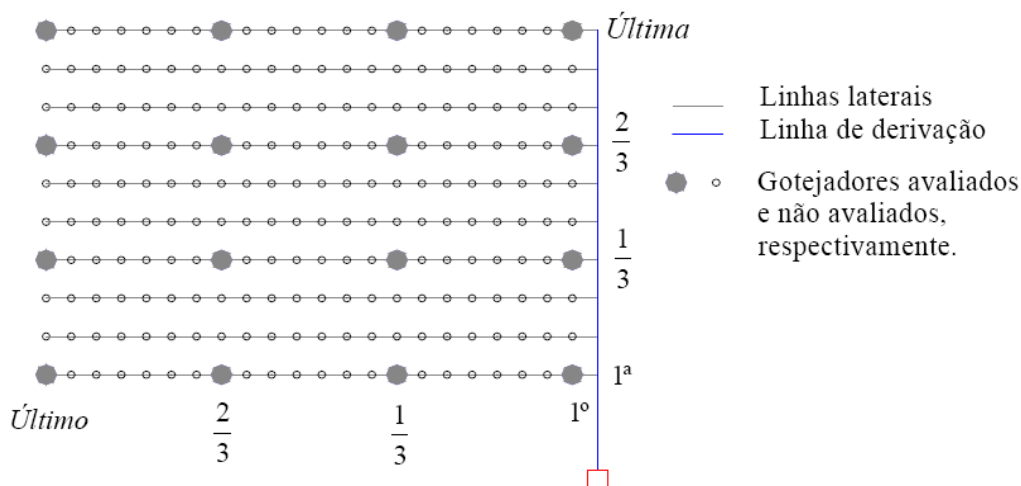 Última
Linhas laterais
2/3
Linha de derivação
Gotejadores avaliados
e não avaliados,
respectivamente.
1/3
1ª
Último
2/3
1/3
1º